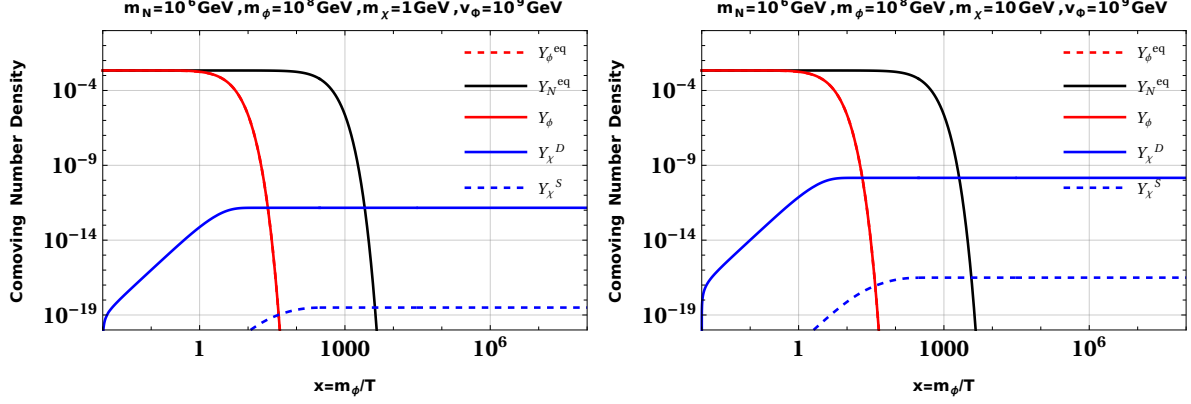 m_N=10^6GeV,m_ϕ=10^8GeV,m_χ=1GeV,v_Φ=10^9GeV
Comoving Number Density
10^-4
10^-9
10^-14
10^-19
Y_ϕ^eq
Y_N^eq
Y_ϕ
Y_χ^D
Y_χ^S
1
1000
10^6
x=m_ϕ/T
m_N=10^6GeV,m_ϕ=10^8GeV,m_χ=10GeV,v_Φ=10^9GeV
Comoving Number Density
10^-4
10^-9
10^-14
10^-19
Y_ϕ^eq
Y_N^eq
Y_ϕ
Y_χ^D
Y_χ^S
1
1000
10^6
x=m_ϕ/T